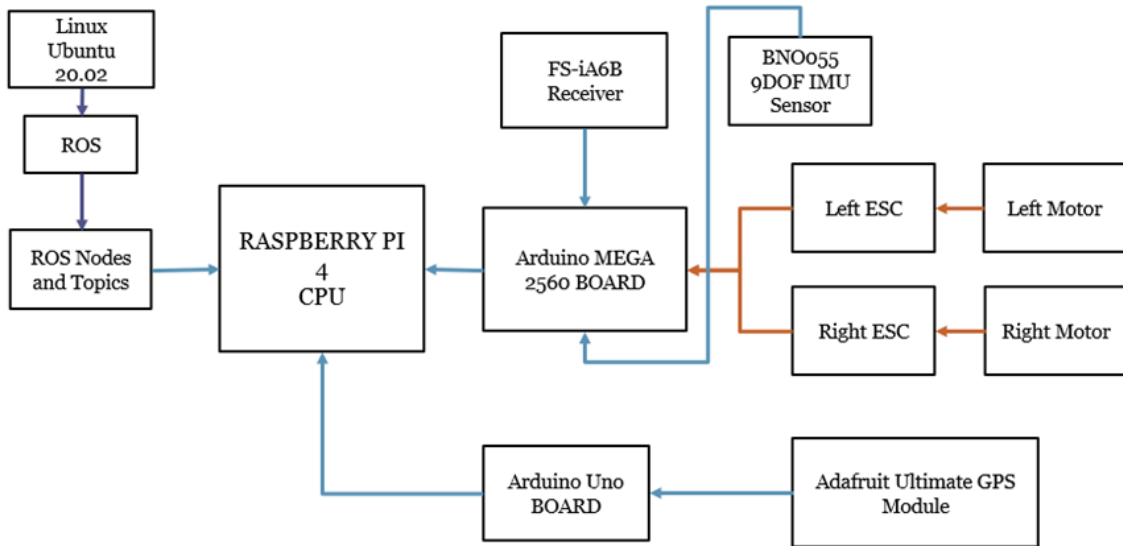 Linux
Ubuntu
20.02
ROS
ROS Nodes
and Topics
RASPBERRY PI
4
CPU
FS-iA6B
Receiver
BNO055
9DOF IMU
Sensor
Arduino MEGA
2560 BOARD
Left ESC
Left Motor
Right ESC
Right Motor
Arduino Uno
BOARD
Adafruit Ultimate GPS
Module